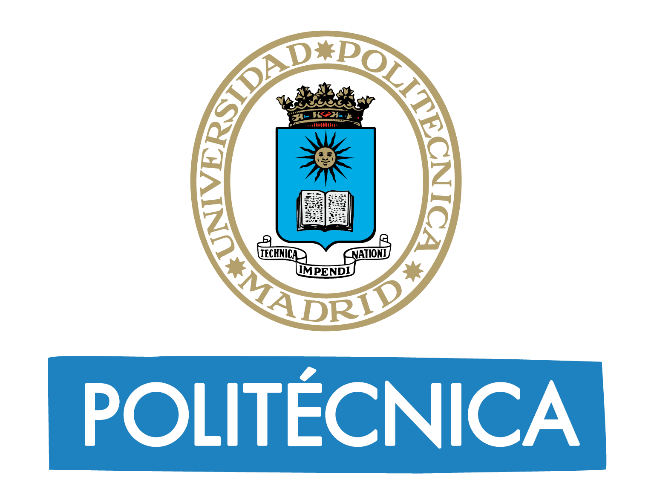 UNIVERSIDAD POLITECNICA
MADRID
TECHNICA IMPENDI NATIONI
POLITÉCNICA